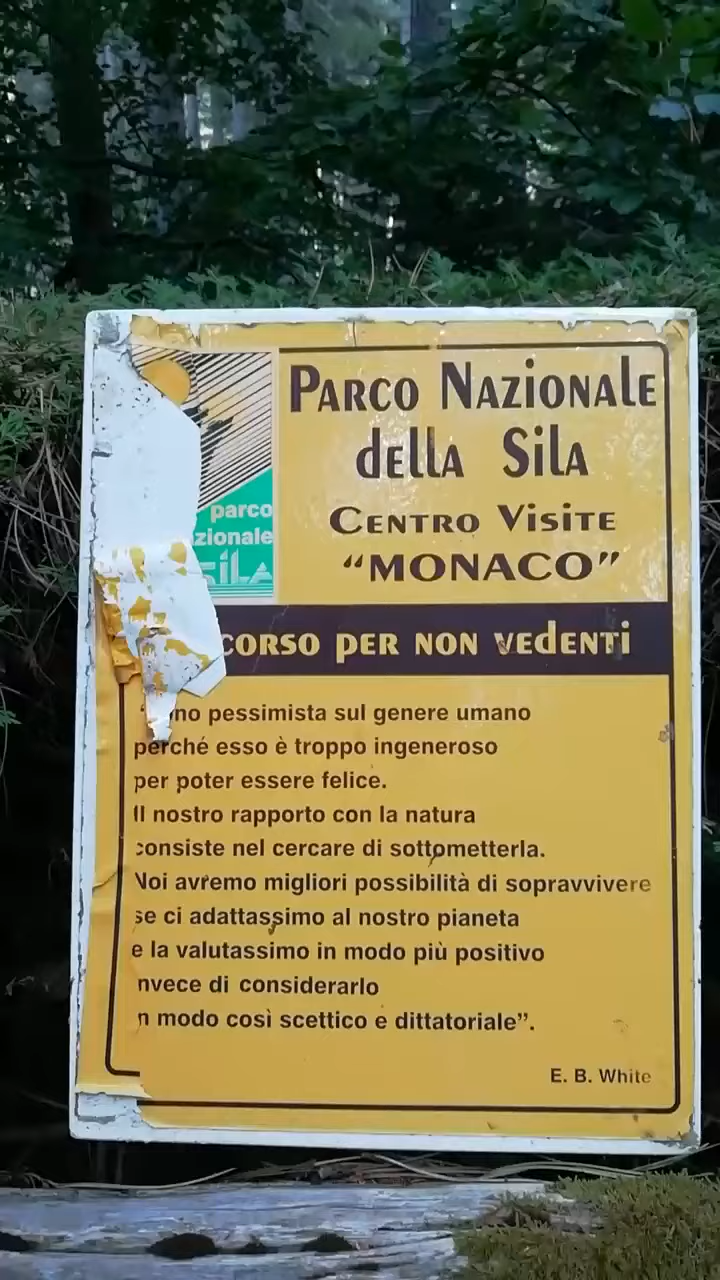 PARCO NAZIONALE
dELLA SILA
CENTRO VISITE
"MONACO"
parco
zionale
SILA
CORSO PER NON VEDENTI
no pessimista sul genere umano
perché esso è troppo ingeneroso
per poter essere felice.
Il nostro rapporto con la natura
consiste nel cercare di sottometterla.
Noi avremo migliori possibilità di sopravvivere
se ci adattassimo al nostro pianeta
e la valutassimo in modo più positivo
nvece di considerarlo
n modo così scettico e dittatoriale”.
E. B. White